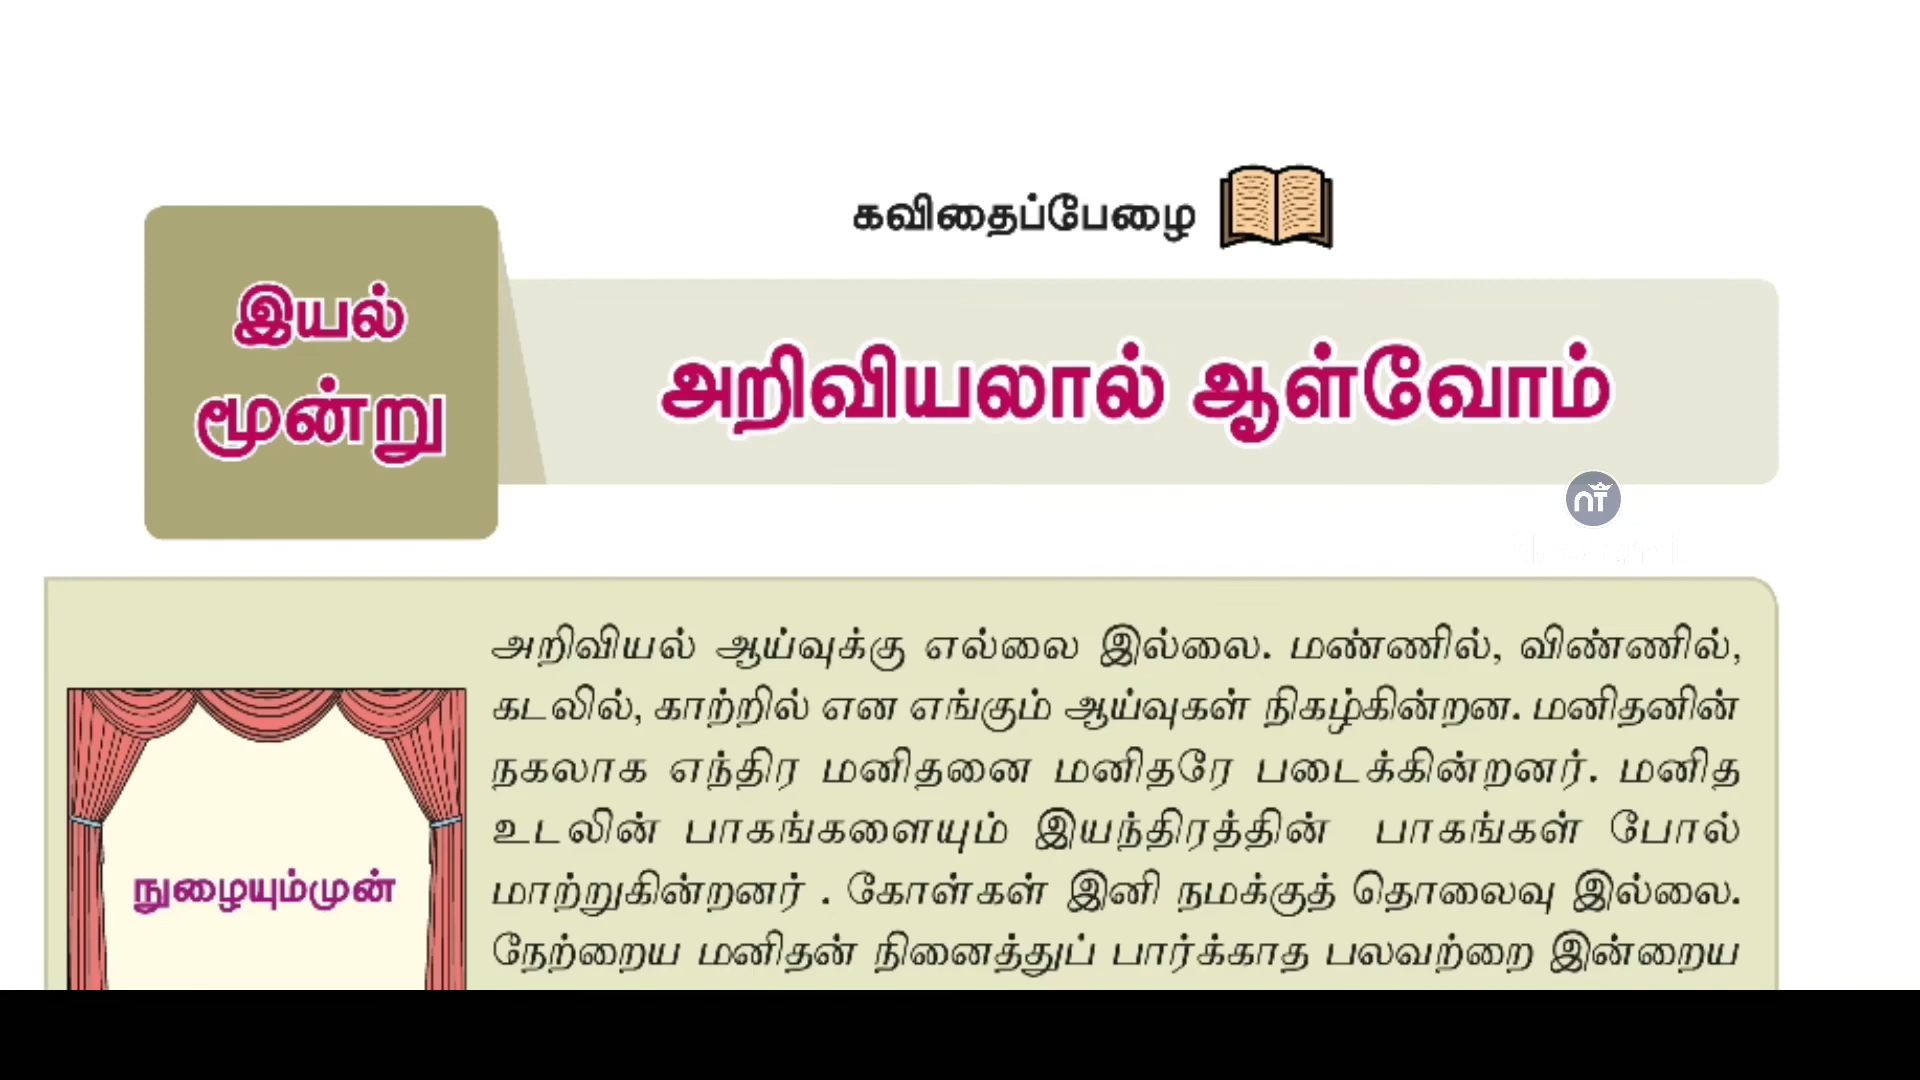 கவிதைப்பேழை
இயல்
மூன்று
அறிவியலால் ஆள்வோம்
அறிவியல் ஆய்வுக்கு எல்லை இல்லை. மண்ணில், விண்ணில்,
கடலில், காற்றில் என எங்கும் ஆய்வுகள் நிகழ்கின்றன. மனிதனின்
நகலாக எந்திர மனிதனை மனிதரே படைக்கின்றனர். மனித
உடலின் பாகங்களையும் இயந்திரத்தின் பாகங்கள் போல்
மாற்றுகின்றனர் . கோள்கள் இனி நமக்குத் தொலைவு இல்லை.
நேற்றைய மனிதன் நினைத்துப் பார்க்காத பலவற்றை இன்றைய
நுழையும்முன்